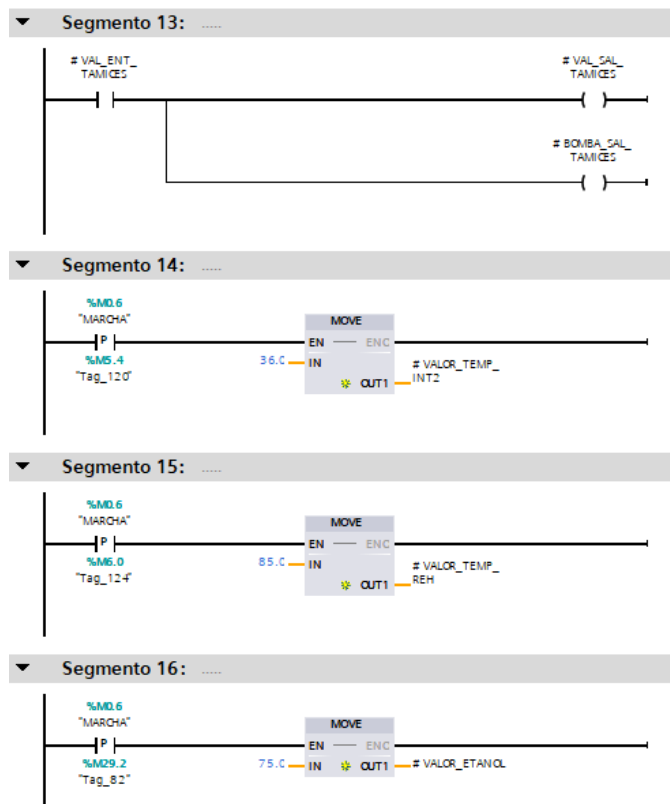 Segmento 13: .....
# VAL_ENT_
TAMICES
# VAL_SAL_
TAMICES
# BOMBA_SAL_
TAMICES
Segmento 14: .....
%M0.6
"MARCHA"
P
%M5.4
"Tag_120"
MOVE
EN ENO
36.0 IN
OUT1
# VALOR_TEMP_
INT2
Segmento 15: .....
%M0.6
"MARCHA"
P
%M6.0
"Tag_124"
MOVE
EN ENO
85.0 IN
OUT1
# VALOR_TEMP_
REH
Segmento 16: .....
%M0.6
"MARCHA"
P
%M29.2
"Tag_82"
MOVE
EN ENO
75.0 IN OUT1 # VALOR_ETANOL